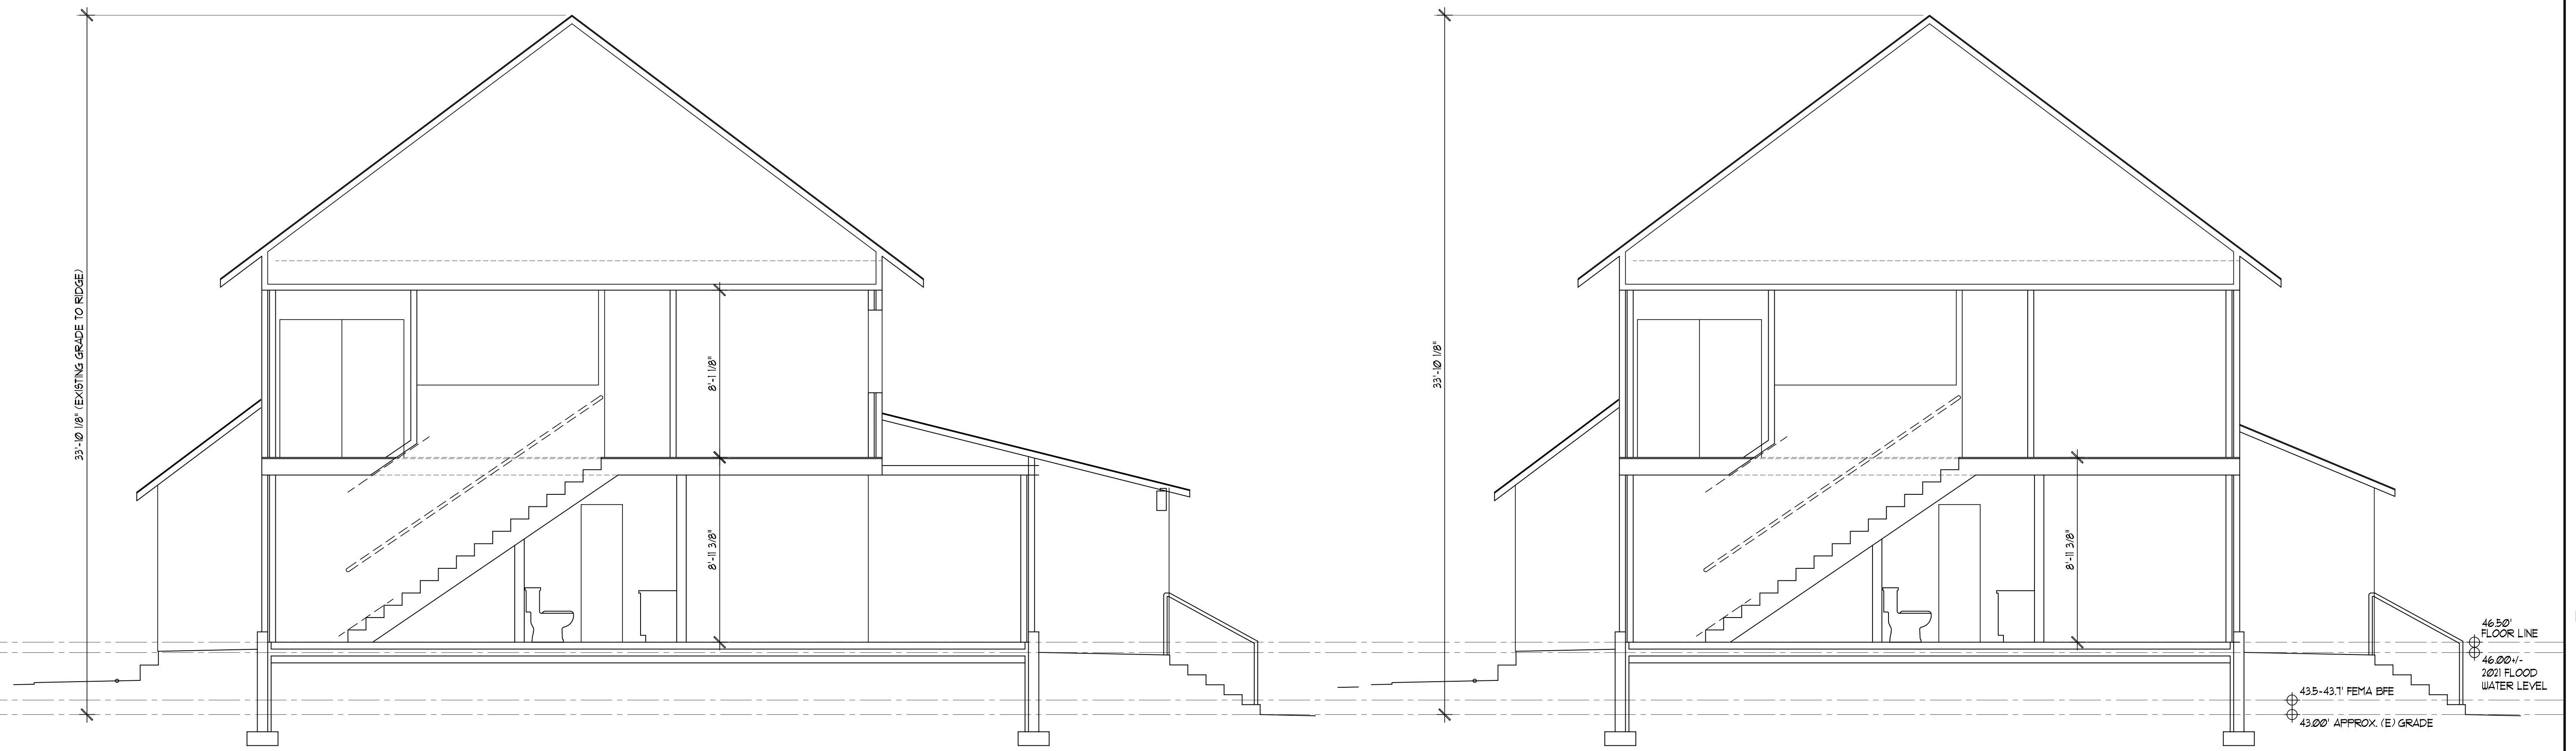 33'-10 1/8" (EXISTING GRADE TO RIDGE)
8'-1 1/8"
8'-11 3/8"
33'-10 1/8"
8'-11 3/8"
46.50'
FLOOR LINE
46.00+/-
2021 FLOOD
WATER LEVEL
43.5-43.7' FEMA BFE
43.00' APPROX. (E) GRADE